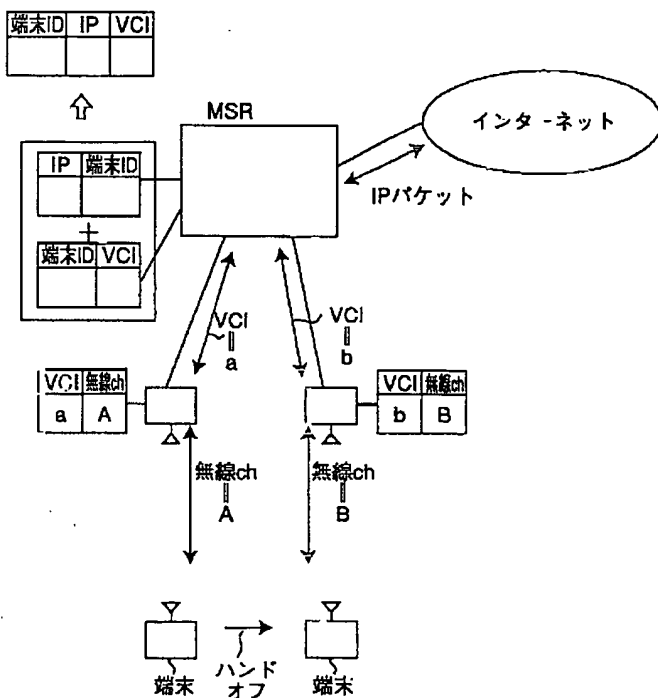 端末ID IP VCI
MSR
インタ-ネット
IPパケット
IP 端末ID
+
端末ID VCI
VCI
||
a
VCI
||
b
VCI 無線ch
a A
VCI 無線ch
b B
無線ch
||
A
無線ch
||
B
端末
ハンド
オフ
端末